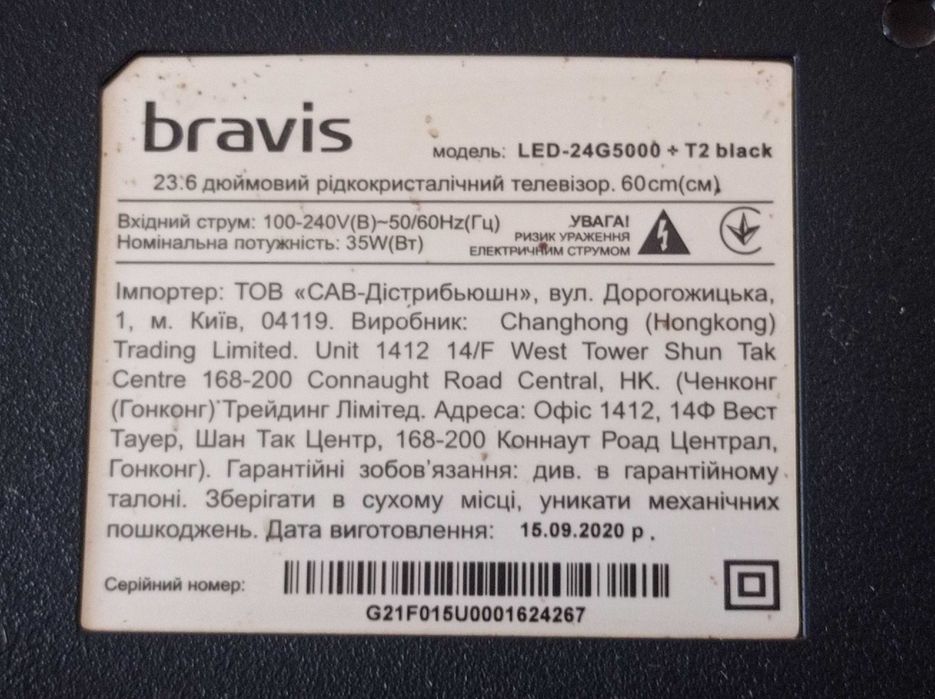 bravis
модель: LED-24G5000 + T2 black
23.6 дюймовий рідкокристалічний телевізор. 60cm(см)
Вхідний струм: 100-240V(В)~50/60Hz(Гц)
Номінальна потужність: 35W(Вт)
УВАГА!
РИЗИК УРАЖЕННЯ
ЕЛЕКТРИЧНИМ СТРУМОМ
Імпортер: ТОВ «САВ-Дістрибьюшн», вул. Дорогожицька,
1, м. Київ, 04119. Виробник: Changhong (Hongkong)
Trading Limited. Unit 1412 14/F West Tower Shun Tak
Centre 168-200 Connaught Road Central, HK. (Ченконг
(Гонконг) Трейдинг Лімітед. Адреса: Офіс 1412, 14Ф Вест
Тауер, Шан Так Центр, 168-200 Коннаут Роад Централ,
Гонконг). Гарантійні зобов'язання: див. в гарантійному
талоні. Зберігати в сухому місці, уникати механічних
пошкоджень. Дата виготовлення: 15.09.2020 р.
Серійний номер:
G21F015U0001624267